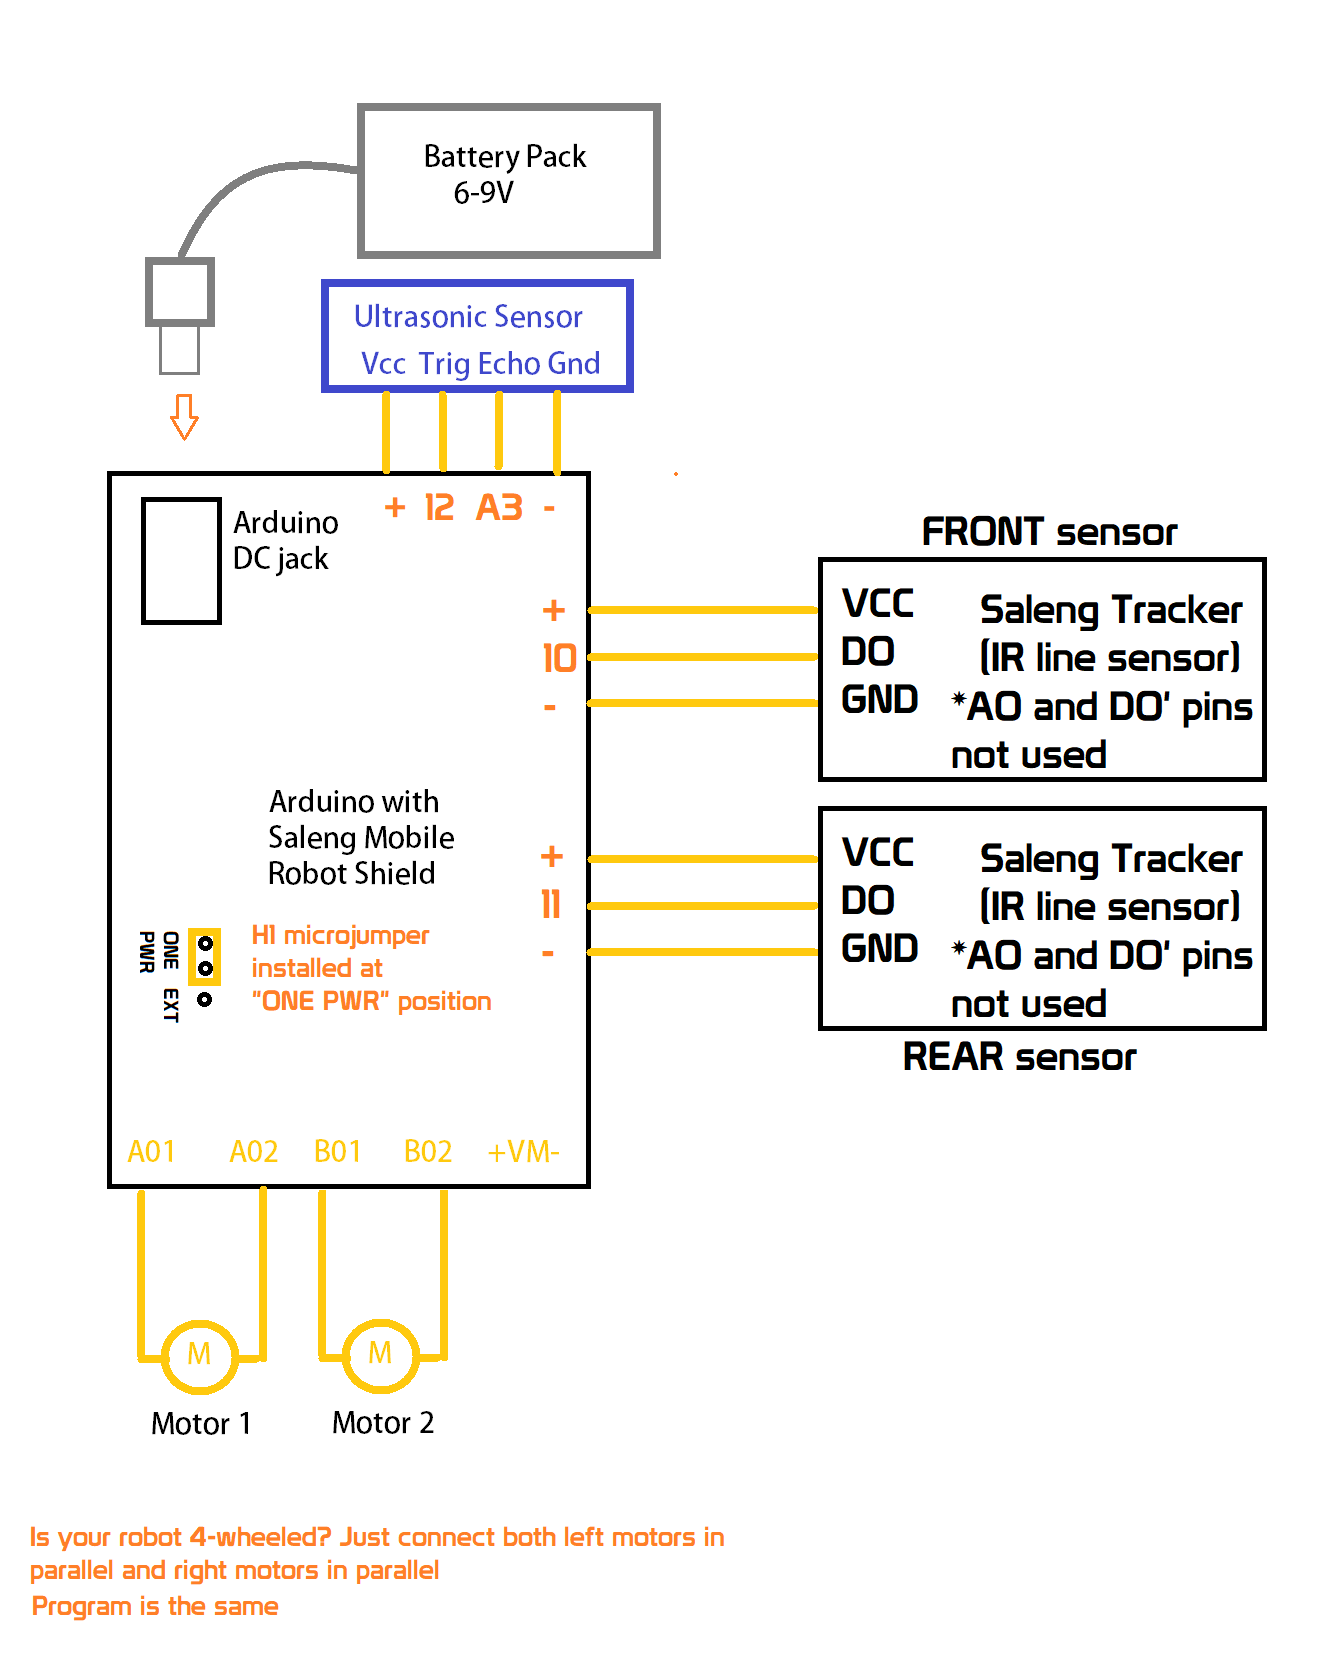 Battery Pack
6-9V
Ultrasonic Sensor
Vcc Trig Echo Gnd
+ 12 A3 -
Arduino
DC jack
FRONT sensor
+
10
-
VCC
DO
GND
Saleng Tracker
(IR line sensor)
*AO and DO' pins
not used
Arduino with
Saleng Mobile
Robot Shield
+
11
-
VCC
DO
GND
Saleng Tracker
(IR line sensor)
*AO and DO' pins
not used
REAR sensor
ONE
PWR
EXT
H1 microjumper
installed at
"ONE PWR" position
A01 A02 B01 B02 +VM-
M
M
Motor 1
Motor 2
Is your robot 4-wheeled? Just connect both left motors in
parallel and right motors in parallel
Program is the same